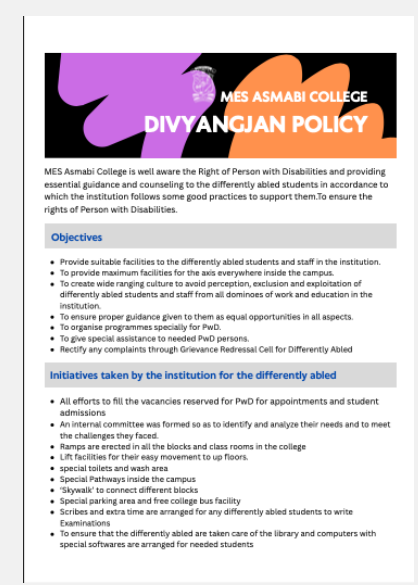 MES ASMABI COLLEGE
DIVYANGJAN POLICY
MES Asmabi College is well aware the Right of Person with Disabilities and providing
essential guidance and counseling to the differently abled students in accordance to
which the institution follows some good practices to support them.To ensure the
rights of Person with Disabilities.
Objectives
• Provide suitable facilities to the differently abled students and staff in the institution.
• To provide maximum facilities for the axis everywhere inside the campus.
• To create wide ranging culture to avoid perception, exclusion and exploitation of
differently abled students and staff from all dominoes of work and education in the
institution.
• To ensure proper guidance given to them as equal opportunities in all aspects.
• To organise programmes specially for PwD.
• To give special assistance to needed PwD persons.
• Rectify any complaints through Grievance Redressal Cell for Differently Abled
Initiatives taken by the institution for the differently abled
• All efforts to fill the vacancies reserved for PwD for appointments and student
admissions
• An internal committee was formed so as to identify and analyze their needs and to meet
the challenges they faced.
• Ramps are erected in all the blocks and class rooms in the college
• Lift facilities for their easy movement to up floors.
• special toilets and wash area
• Special Pathways inside the campus
• ‘Skywalk’ to connect different blocks
• Special parking area and free college bus facility
• Scribes and extra time are arranged for any differently abled students to write
Examinations
• To ensure that the differently abled are taken care of the library and computers with
special softwares are arranged for needed students